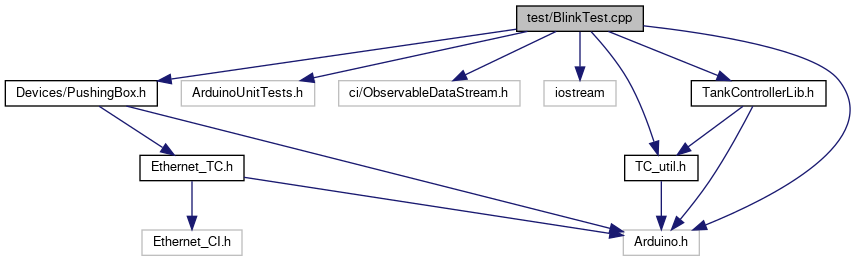 test/BlinkTest.cpp
Devices/PushingBox.h
ArduinoUnitTests.h
ci/ObservableDataStream.h
iostream
TankControllerLib.h
Ethernet_TC.h
TC_util.h
Ethernet_CI.h
Arduino.h